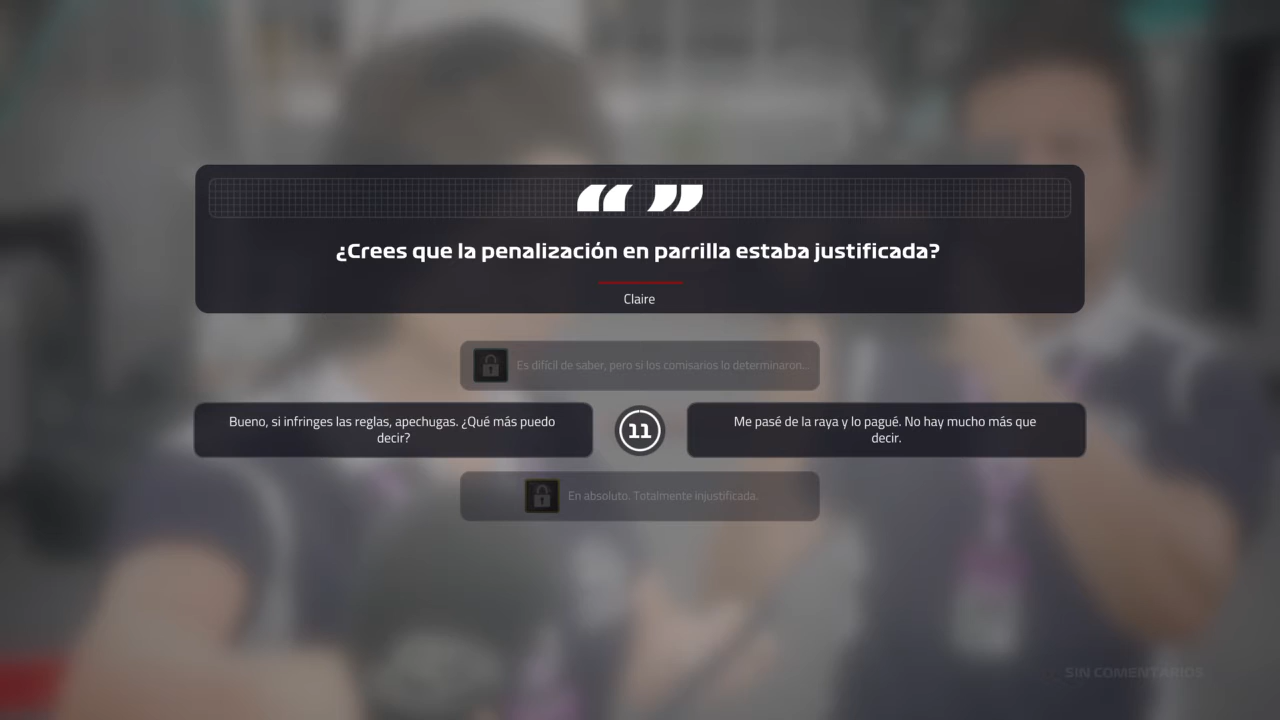 ¿Crees que la penalización en parrilla estaba justificada?
Claire
Es difícil de saber, pero si los comisarios lo determinaron...
Bueno, si infringes las reglas, apechugas. ¿Qué más puedo
decir?
11
Me pasé de la raya y lo pagué. No hay mucho más que
decir.
En absoluto. Totalmente injustificada.
SIN COMENTARIOS